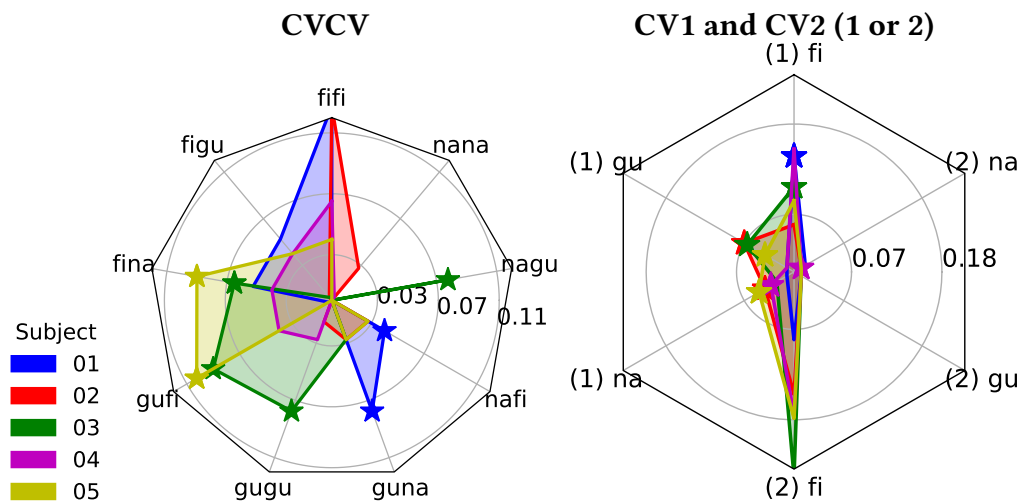 CVCV
CV1 and CV2 (1 or 2)
(1) fi
fifi
figu
nana
(1) gu
(2) na
fina
nagu
0.03
0.07
0.11
0.07
0.18
Subject
01
02
03
04
05
gufi
nafi
(1) na
(2) gu
gugu
guna
(2) fi